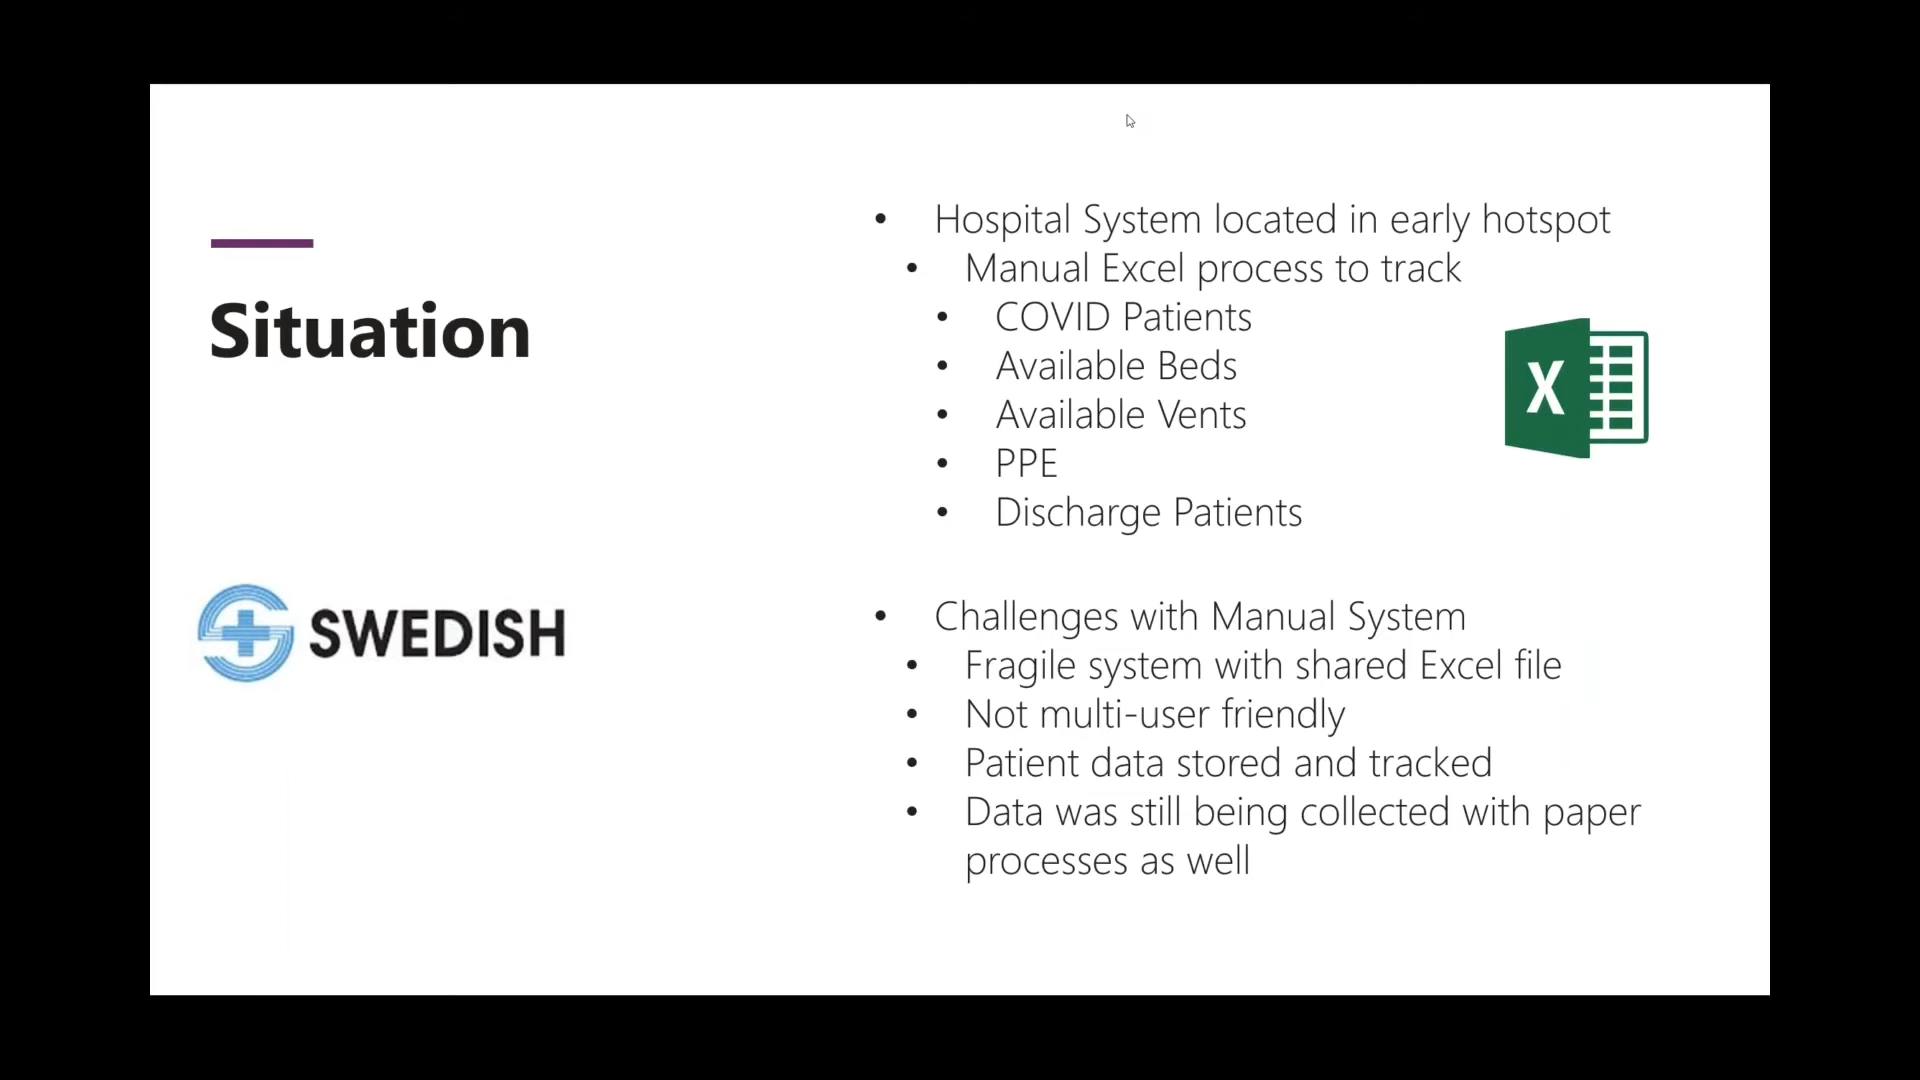 Situation
SWEDISH
• Hospital System located in early hotspot
• Manual Excel process to track
• COVID Patients
• Available Beds
• Available Vents
• PPE
• Discharge Patients
X
• Challenges with Manual System
• Fragile system with shared Excel file
• Not multi-user friendly
• Patient data stored and tracked
• Data was still being collected with paper
processes as well